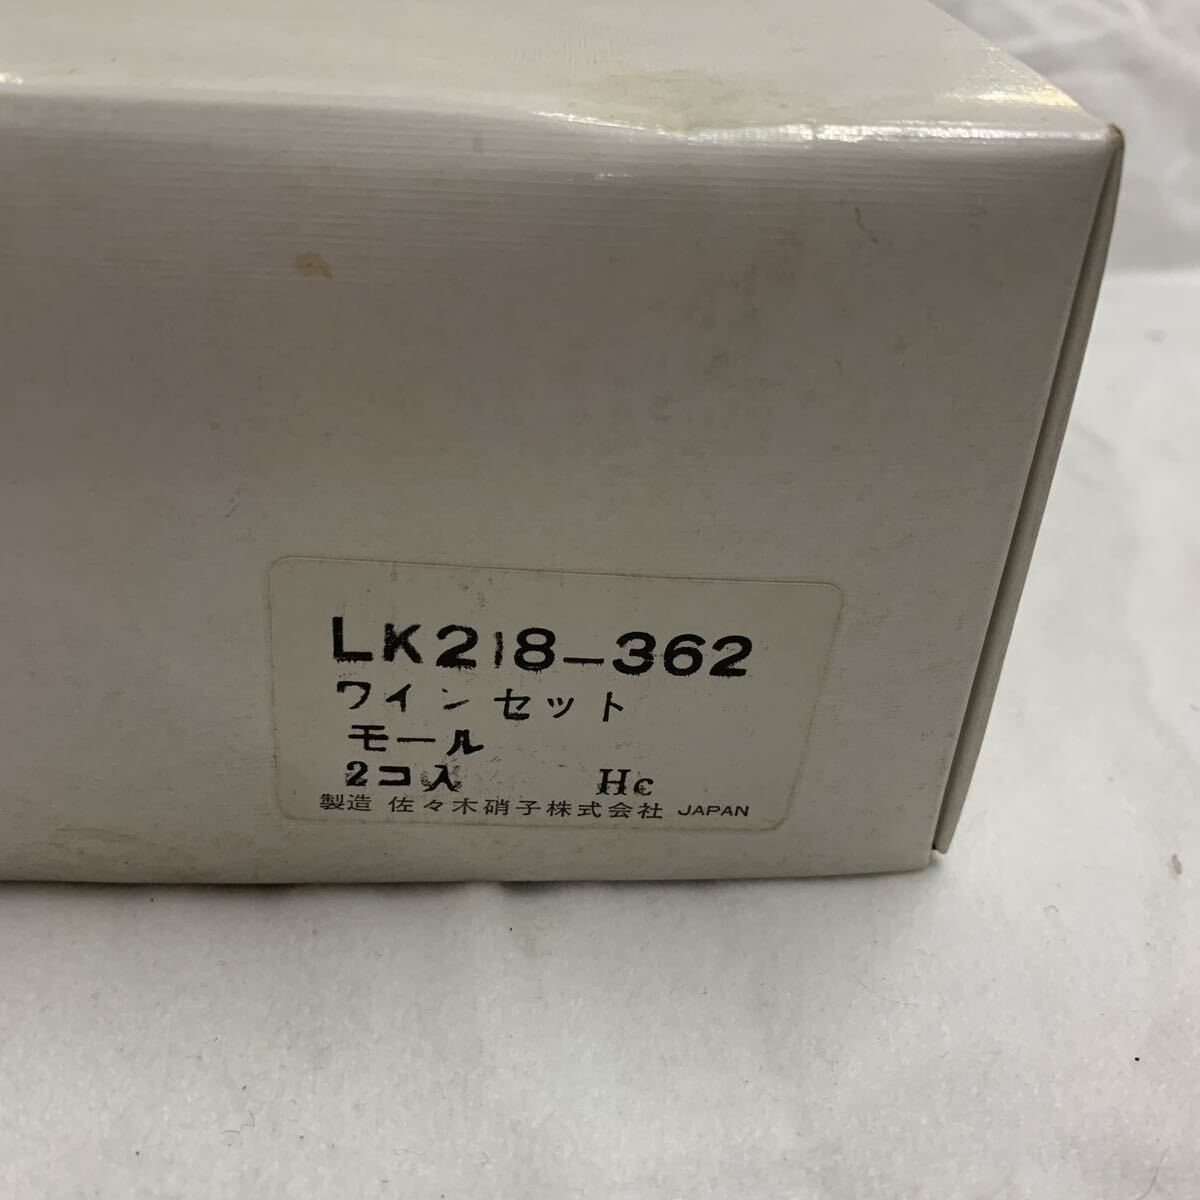 LK218-362
ワインセット
モール
2コ入 Hc
製造 佐々木硝子株式会社 JAPAN